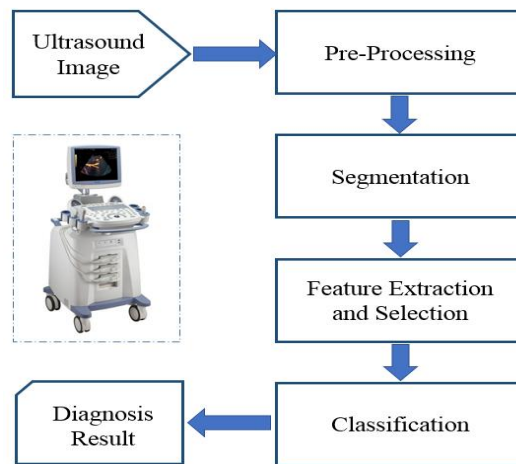 Ultrasound
Image
Pre-Processing
Segmentation
Feature Extraction
and Selection
Classification
Diagnosis
Result